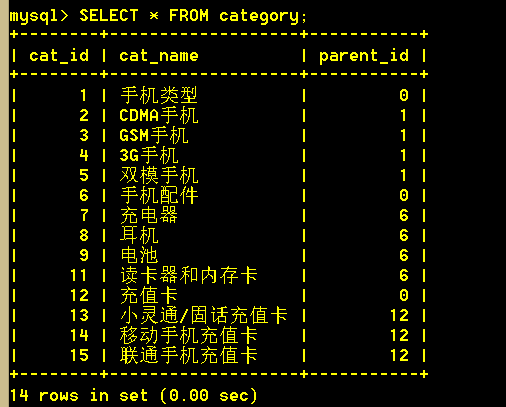 mysql> SELECT * FROM category;
+--------+---------------------+-----------+
| cat_id | cat_name            | parent_id |
+--------+---------------------+-----------+
|      1 | 手机类型            |         0 |
|      2 | CDMA手机            |         1 |
|      3 | GSM手机             |         1 |
|      4 | 3G手机              |         1 |
|      5 | 双模手机            |         1 |
|      6 | 手机配件            |         0 |
|      7 | 充电器              |         6 |
|      8 | 耳机                |         6 |
|      9 | 电池                |         6 |
|     11 | 读卡器和内存卡      |         6 |
|     12 | 充值卡              |         0 |
|     13 | 小灵通/固话充值卡   |        12 |
|     14 | 移动手机充值卡      |        12 |
|     15 | 联通手机充值卡      |        12 |
+--------+---------------------+-----------+
14 rows in set (0.00 sec)